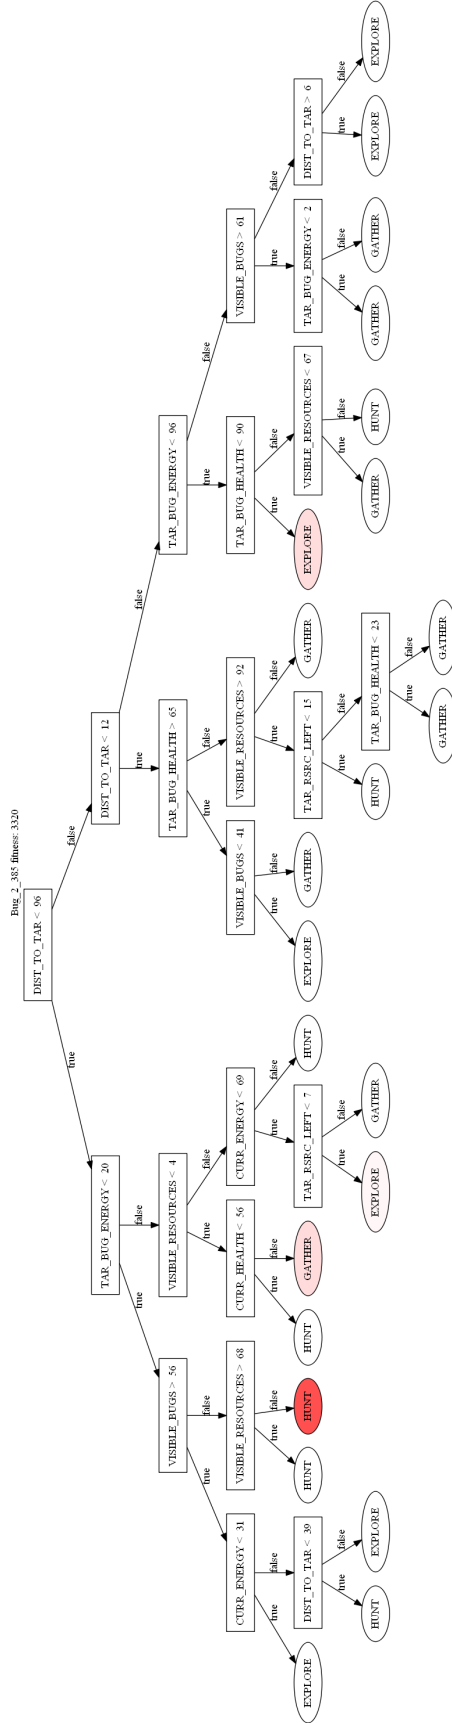 Bug_2_385 fitness: 3320
DIST_TO_TAR < 96
true
false
TAR_BUG_ENERGY < 20
DIST_TO_TAR < 12
true
false
true
false
VISIBLE_BUGS > 56
VISIBLE_RESOURCES < 4
TAR_BUG_HEALTH > 65
TAR_BUG_ENERGY < 96
true
false
true
false
true
false
true
false
CURR_ENERGY < 31
VISIBLE_RESOURCES > 68
CURR_HEALTH < 56
CURR_ENERGY < 69
VISIBLE_BUGS < 41
VISIBLE_RESOURCES > 92
TAR_BUG_HEALTH < 90
VISIBLE_BUGS > 61
true
false
true
false
true
false
true
false
true
false
true
false
true
false
true
false
EXPLORE
DIST_TO_TAR < 39
HUNT
HUNT
HUNT
GATHER
TAR_RSRC_LEFT < 7
HUNT
EXPLORE
GATHER
TAR_RSRC_LEFT < 15
GATHER
EXPLORE
VISIBLE_RESOURCES < 67
TAR_BUG_ENERGY < 2
DIST_TO_TAR > 6
true
false
true
false
true
false
true
false
true
false
true
false
HUNT
EXPLORE
EXPLORE
GATHER
HUNT
TAR_BUG_HEALTH < 23
GATHER
HUNT
GATHER
GATHER
EXPLORE
EXPLORE
true
false
GATHER
GATHER